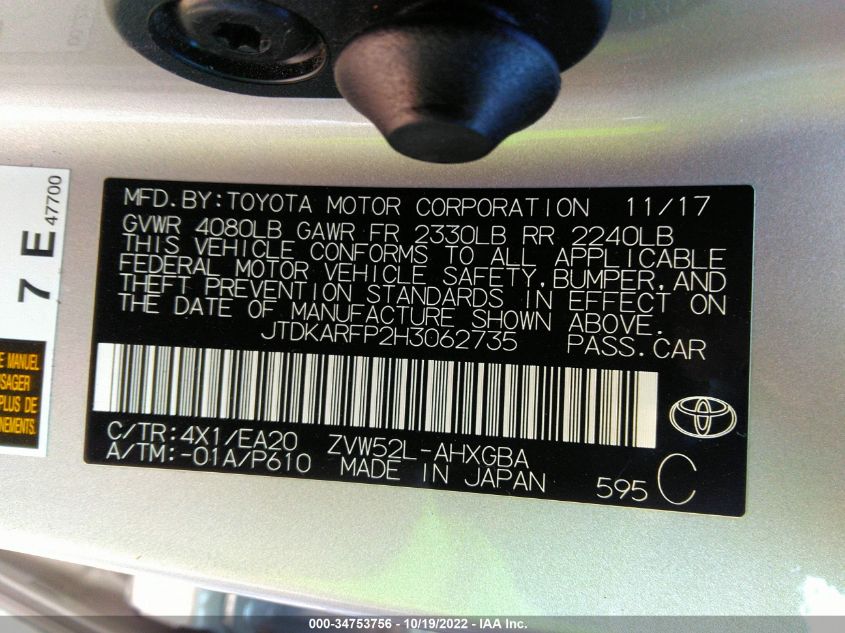 MFD.BY:TOYOTA MOTOR CORPORATION 11/17
GVWR 4080LB GAWR FR 2330LB RR 2240LB
THIS VEHICLE CONFORMS TO ALL APPLICABLE
FEDERAL MOTOR VEHICLE SAFETY,BUMPER,AND
THEFT PREVENTION STANDARDS IN EFFECT ON
THE DATE OF MANUFACTURE SHOWN ABOVE.
JTDKARFP2H3062735 PASS.CAR
C/TR:4X1/EA20 ZVW52L-AHXGBA
A/TM:-01A/P610 MADE IN JAPAN
595 C
7 E 47700
E MANUEL
SAGER
PLUS DE
NEMENTS.
000-34753756 - 10/19/2022 - IAA Inc.